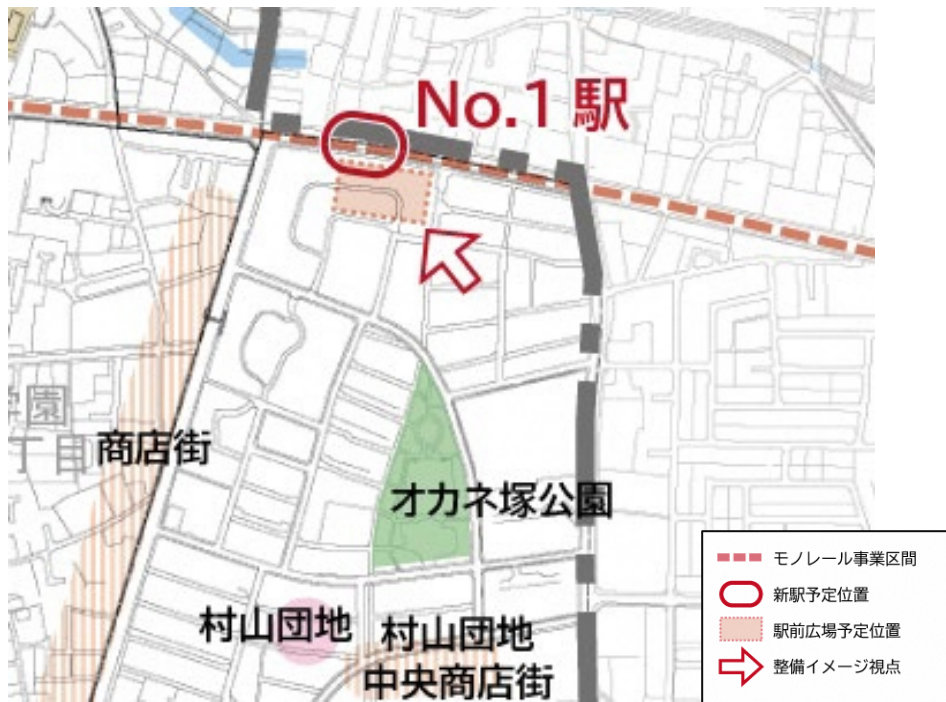 No.1 駅
園
丁目
商店街
オカネ塚公園
村山団地
村山団地
中央商店街
モノレール事業区間
新駅予定位置
駅前広場予定位置
整備イメージ視点